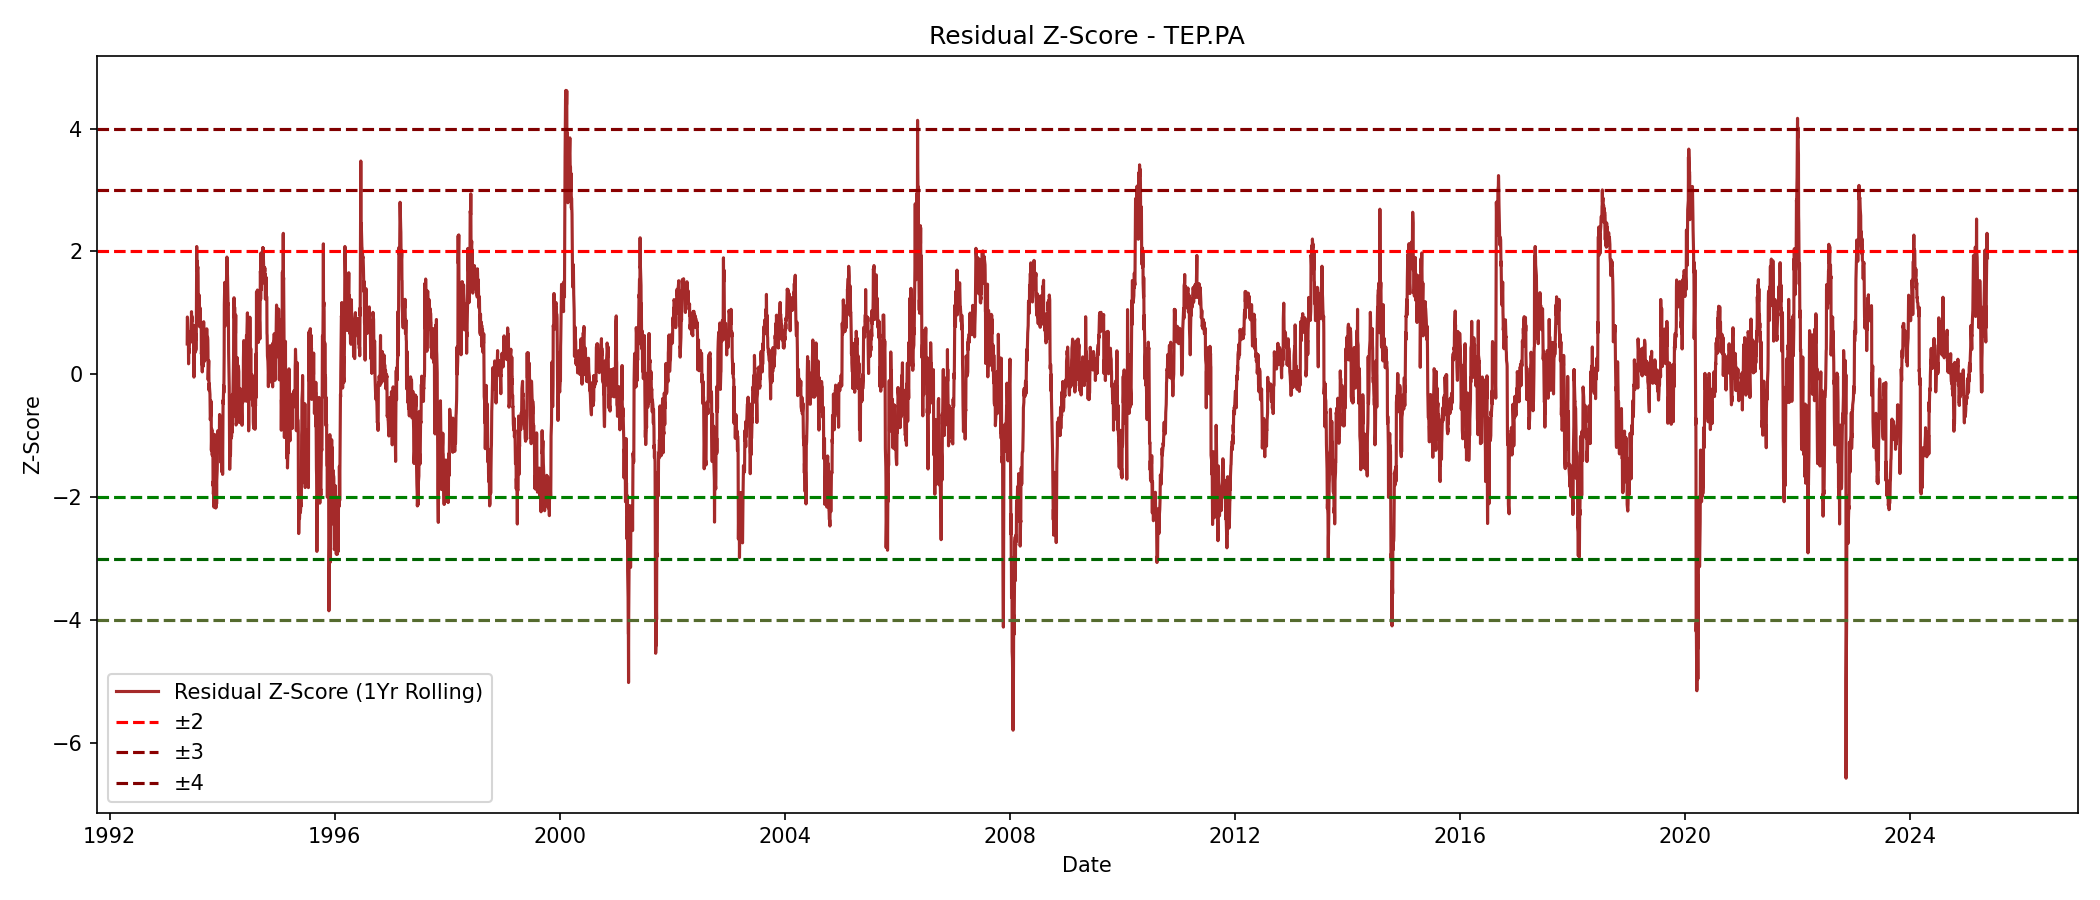 Residual Z-Score - TEP.PA
Z-Score
4
2
0
−2
−4
−6
Residual Z-Score (1Yr Rolling)
±2
±3
±4
1992 1996 2000 2004 2008 2012 2016 2020 2024
Date